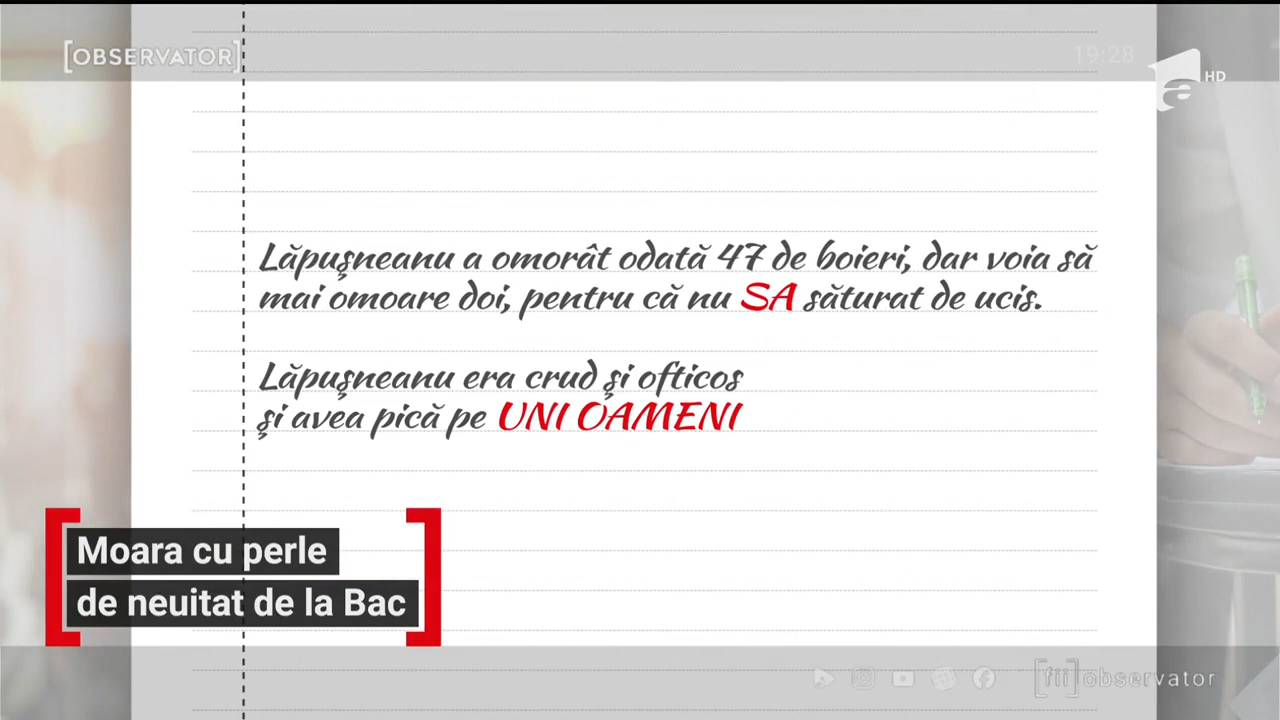 [OBSERVATOR]
19:28
a HD
Lăpuşneanu a omorât odată 47 de boieri, dar voia să
mai omoare doi, pentru că nu SA săturat de ucis.
Lăpuşneanu era crud şi ofticos
şi avea pică pe UNI OAMENI
Moara cu perle
de neuitat de la Bac
[fii]observator